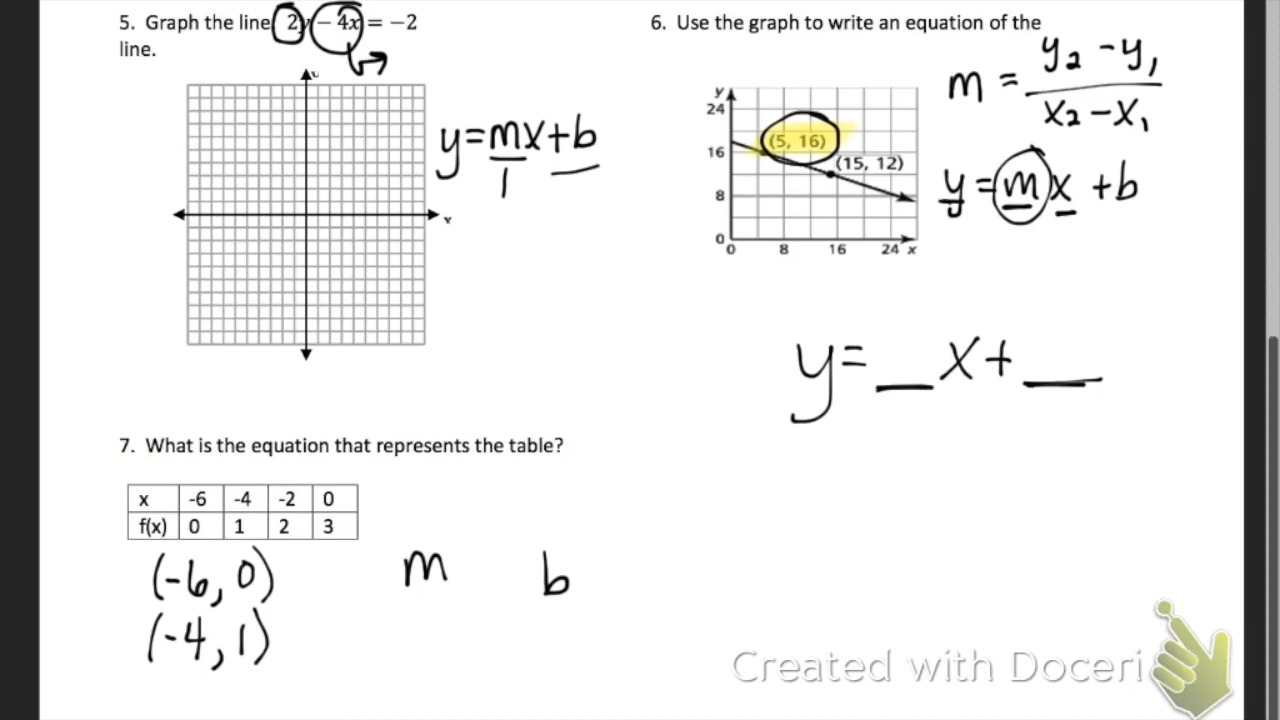 5. Graph the line 2y − 4x = −2
line.
y
x
y=mx+b
1
6. Use the graph to write an equation of the
m = y2 - y1
x2 - x1
y
24
16
8
0
0 8 16 24 x
(5, 16)
(15, 12)
y = m x + b
y = _ x + _
7. What is the equation that represents the table?
x -6 -4 -2 0
f(x) 0 1 2 3
(-6, 0)
(-4, 1)
m b
Created with Doceri